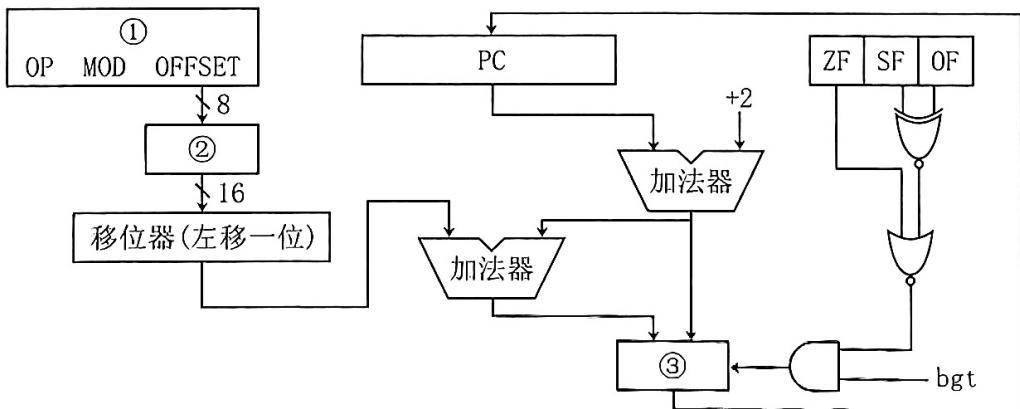 ①
OP MOD OFFSET
8
②
16
移位器(左移一位)
PC
+2
加法器
加法器
③
ZF SF OF
bgt